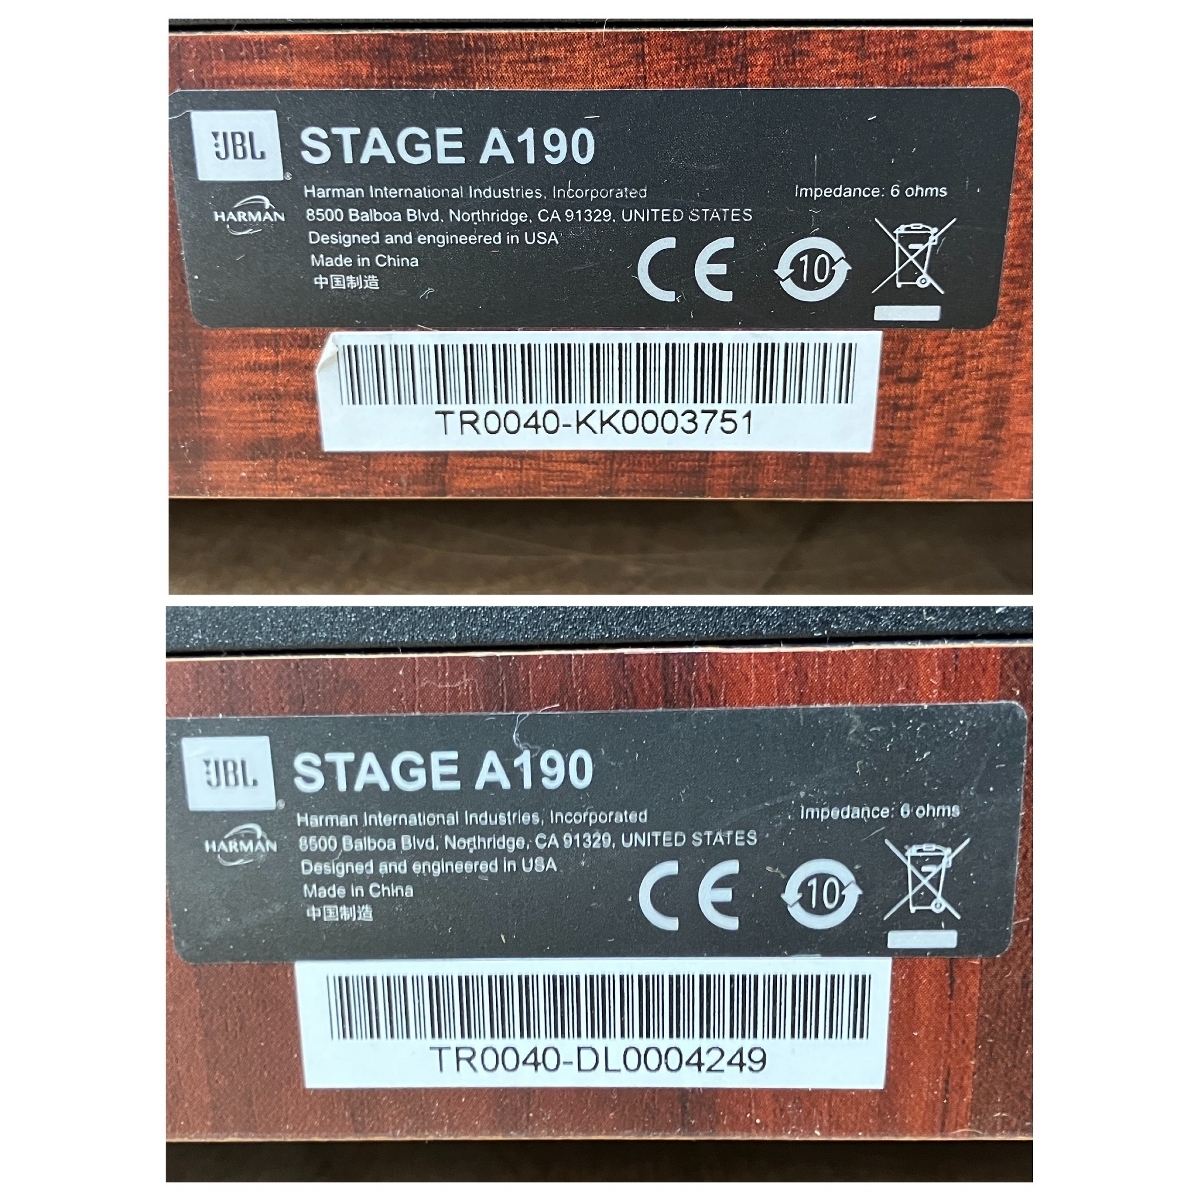 JBL
STAGE A190
HARMAN
Harman International Industries, Incorporated
Impedance: 6 ohms
8500 Balboa Blvd, Northridge, CA 91329, UNITED STATES
Designed and engineered in USA
Made in China
中国制造
CE
10
TR0040-KK0003751
JBL
STAGE A190
HARMAN
Harman International Industries, Incorporated
Impedance: 6 ohms
8500 Balboa Blvd, Northridge, CA 91329, UNITED STATES
Designed and engineered in USA
Made in China
中国制造
CE
10
TR0040-DL0004249